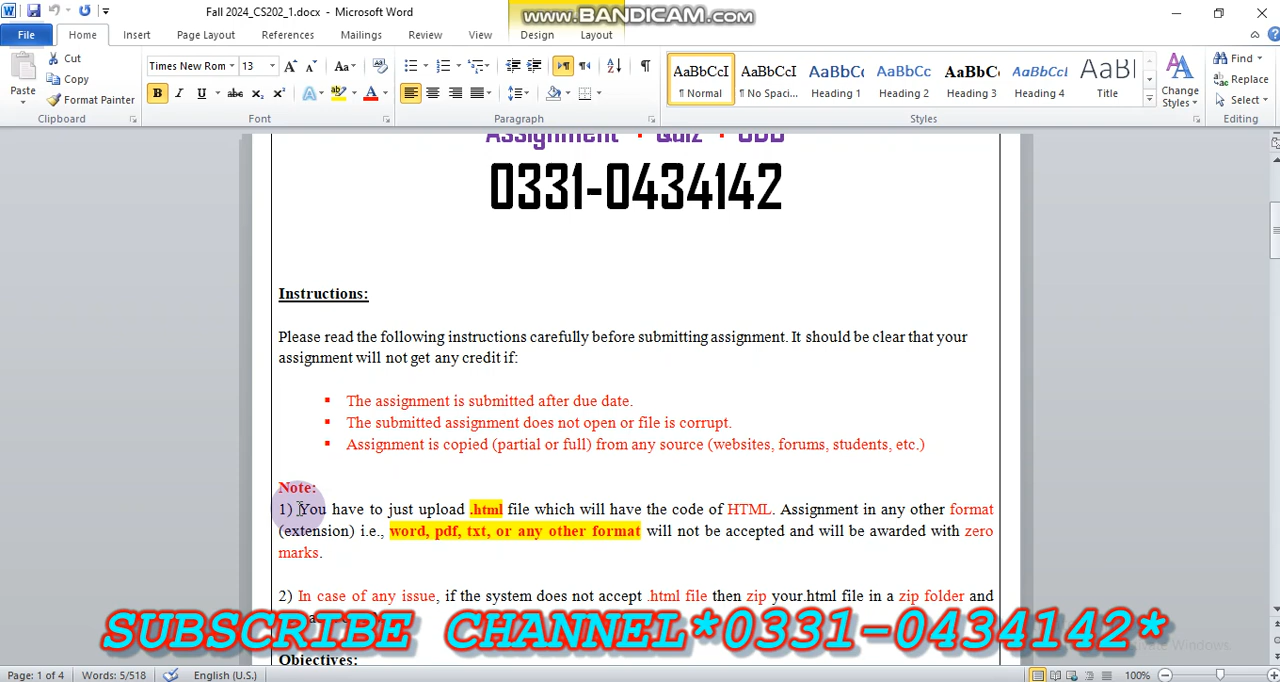 Fall 2024_CS202_1.docx - Microsoft Word
www.BANDICAM.com
File Home Insert Page Layout References Mailings Review View Design Layout
Paste
Cut
Copy
Format Painter
Clipboard
Times New Rom 13
Font
Paragraph
AaBbCcI AaBbCcI AaBbCc AaBbCc AaBbCc AaBbCcI AaBl
¶ Normal ¶ No Spaci... Heading 1 Heading 2 Heading 3 Heading 4 Title
Change
Styles
Styles
Find
Replace
Select
Editing
Assignment * Quiz * GDB
0331-0434142
Instructions:
Please read the following instructions carefully before submitting assignment. It should be clear that your
assignment will not get any credit if:
▪ The assignment is submitted after due date.
▪ The submitted assignment does not open or file is corrupt.
▪ Assignment is copied (partial or full) from any source (websites, forums, students, etc.)
Note:
1) You have to just upload .html file which will have the code of HTML. Assignment in any other format
(extension) i.e., word, pdf, txt, or any other format will not be accepted and will be awarded with zero
marks.
2) In case of any issue, if the system does not accept .html file then zip your.html file in a zip folder and
SUBSCRIBE CHANNEL*0331-0434142*
Objectives:
Page: 1 of 4 Words: 5/518 English (U.S.) 100%